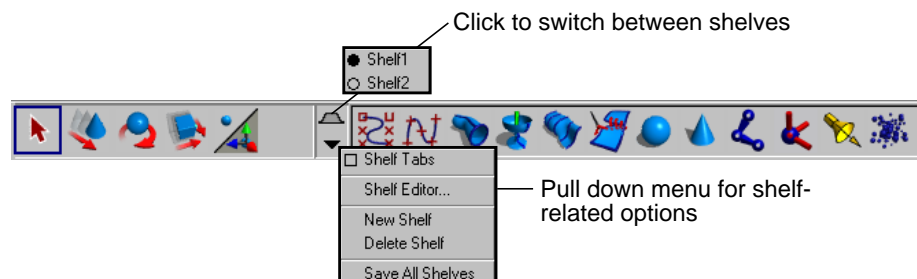 Click to switch between shelves
Shelf1
Shelf2
Shelf Tabs
Shelf Editor...
Pull down menu for shelf-
related options
New Shelf
Delete Shelf
Save All Shelves